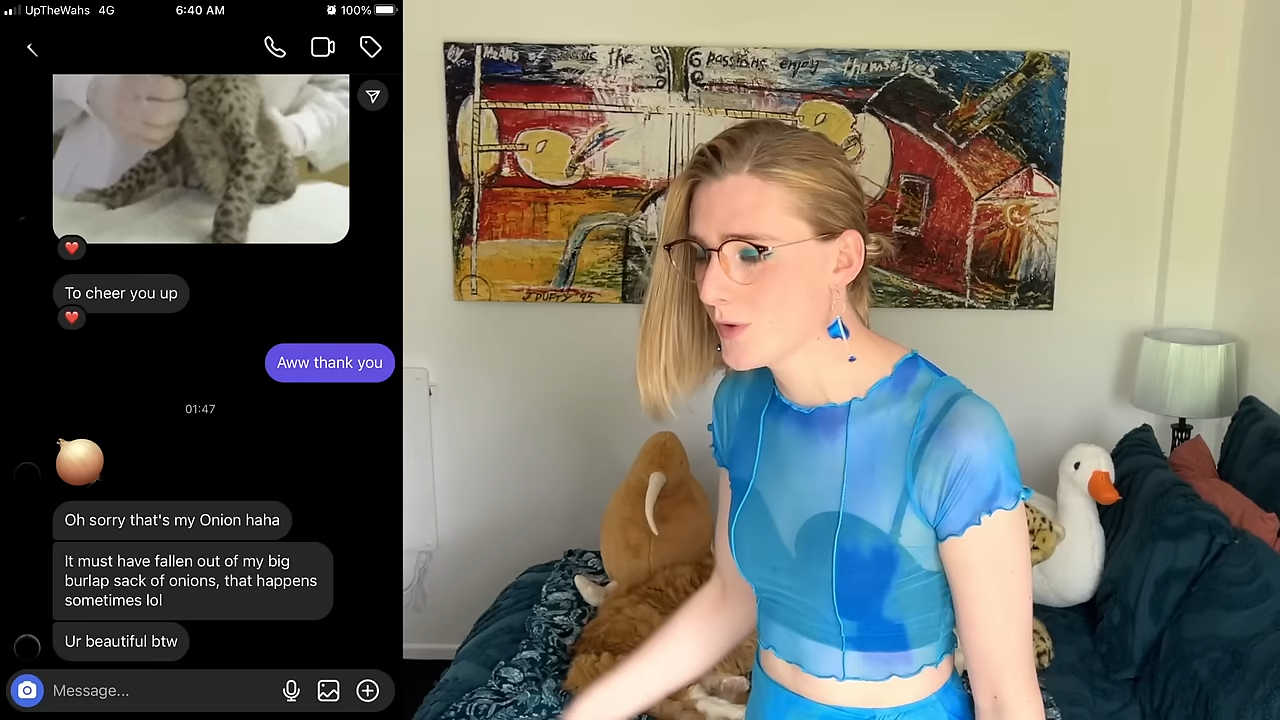 UpTheWahs 4G 6:40 AM 100%
To cheer you up
Aww thank you
01:47
Oh sorry that's my Onion haha
It must have fallen out of my big
burlap sack of onions, that happens
sometimes lol
Ur beautiful btw
Message...
the
passions enjoy themselves
J DUFTY '95